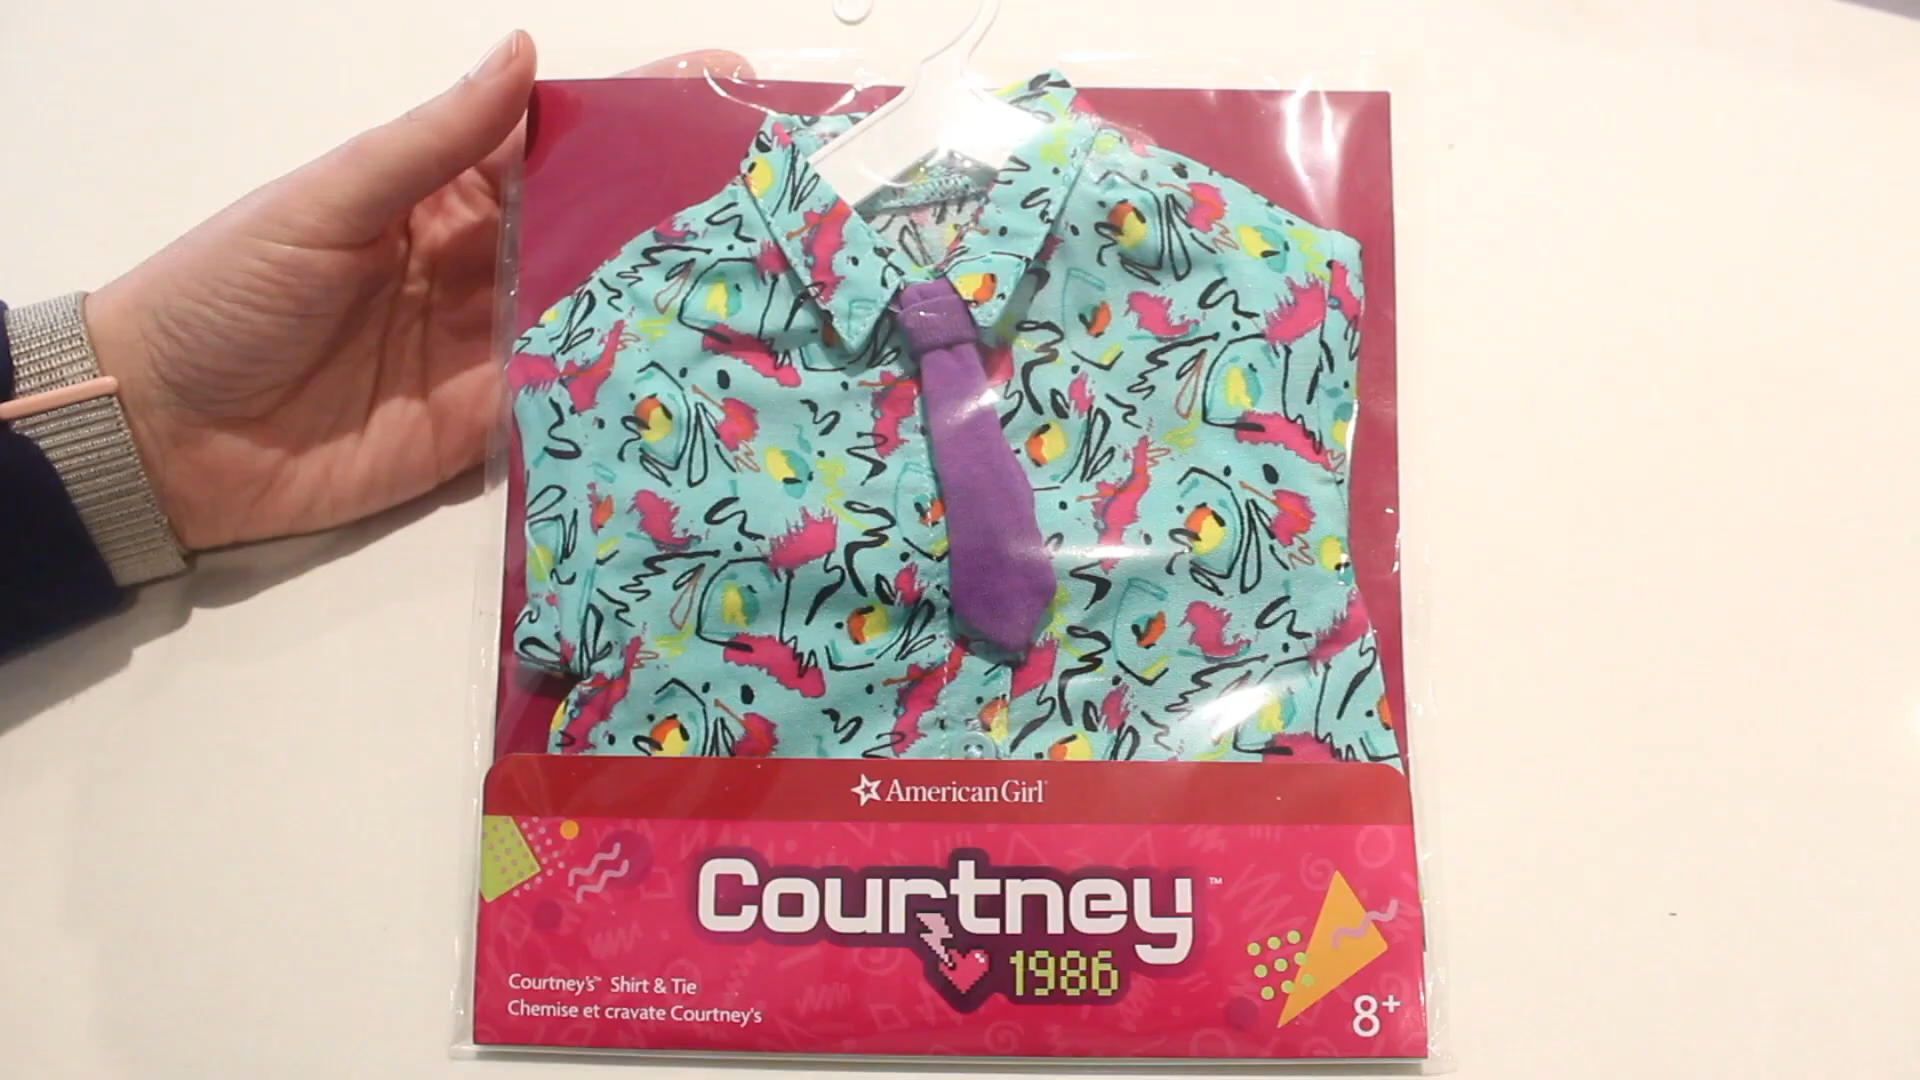 American Girl
Courtney™
1986
Courtney's™ Shirt & Tie
Chemise et cravate Courtney's
8+